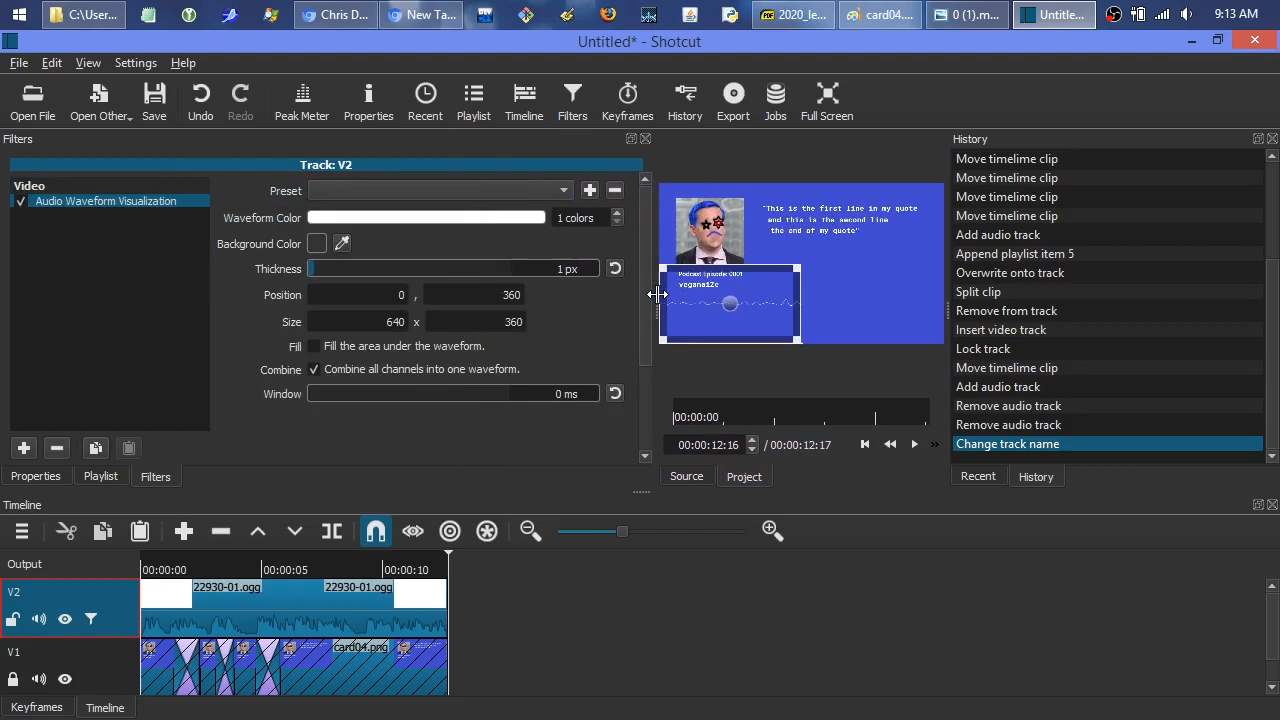 C:\User...
Chris D...
New Ta...
2020_le...
card04....
0 (1).m...
Untitle...
9:13 AM
Untitled* - Shotcut
File Edit View Settings Help
Open File Open Other Save Undo Redo Peak Meter Properties Recent Playlist Timeline Filters Keyframes History Export Jobs Full Screen
Filters
Track: V2
Video
Audio Waveform Visualization
Preset
Waveform Color 1 colors
Background Color
Thickness 1 px
Position 0 , 360
Size 640 x 360
Fill Fill the area under the waveform.
Combine Combine all channels into one waveform.
Window 0 ms
Properties Playlist Filters
"This is the first line in my quote
and this is the second line
the end of my quote"
Podcast Episode: 0001
veganaiZe
00:00:00
00:00:12:16 / 00:00:12:17
Source Project
History
Move timelime clip
Move timelime clip
Move timelime clip
Move timelime clip
Add audio track
Append playlist item 5
Overwrite onto track
Split clip
Remove from track
Insert video track
Lock track
Move timelime clip
Add audio track
Remove audio track
Remove audio track
Change track name
Recent History
Timeline
Output
00:00:00 00:00:05 00:00:10
V2
22930-01.ogg 22930-01.ogg
V1
card04.png
Keyframes Timeline